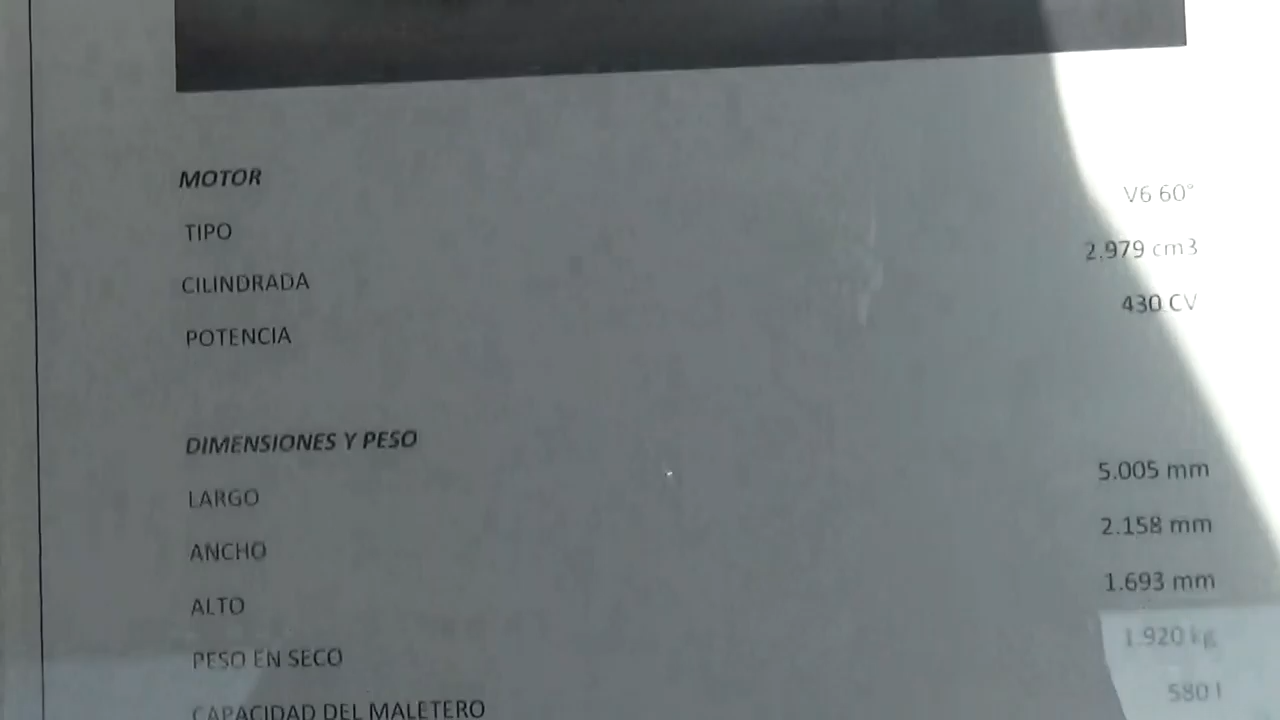 MOTOR
TIPO V6 60°
CILINDRADA 2.979 cm3
POTENCIA 430 CV
DIMENSIONES Y PESO
LARGO 5.005 mm
ANCHO 2.158 mm
ALTO 1.693 mm
PESO EN SECO 1.920 kg
CAPACIDAD DEL MALETERO 580 l